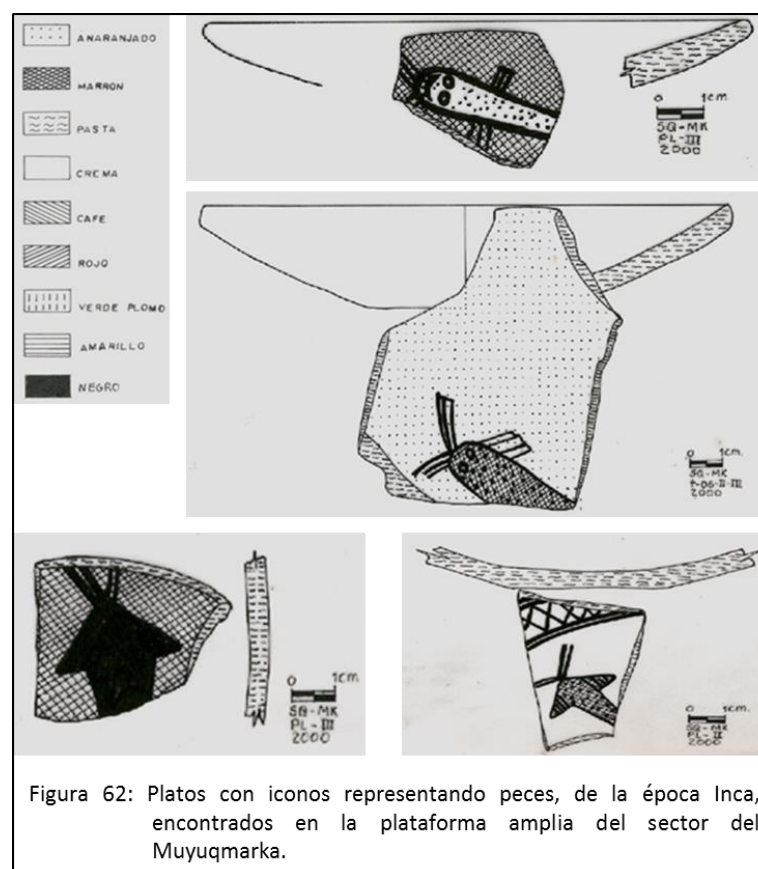 ANARANJADO
MARRON
PASTA
CREMA
CAFE
ROJO
VERDE PLOMO
AMARILLO
NEGRO
0 1cm.
SQ-MK
PL-III
2000
0 1cm.
SQ-MK
2000
0 1cm
SQ-MK
PL-III
2000
0 1cm.
SQ-MK
PL-II
2000
Figura 62: Platos con iconos representando peces, de la época Inca,
encontrados en la plataforma amplia del sector del
Muyuqmarka.